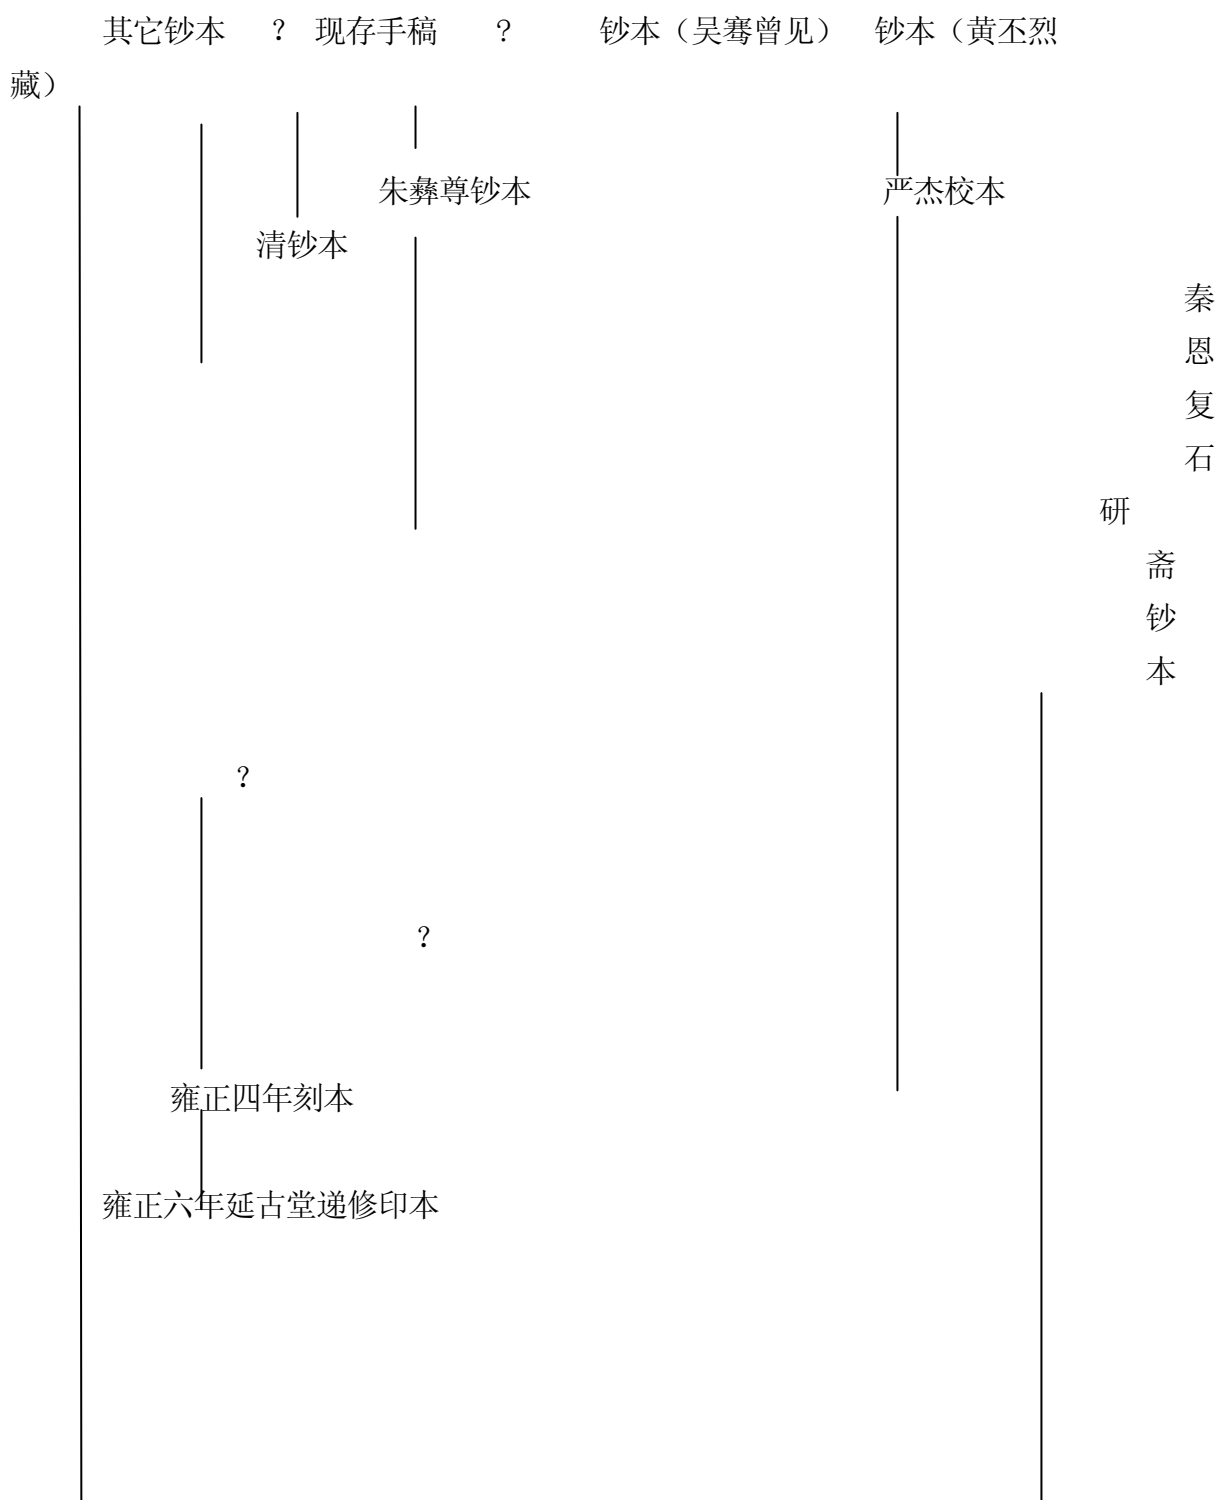 其它钞本 ? 现存手稿 ? 钞本（吴骞曾见） 钞本（黄丕烈
藏）
朱彝尊钞本 严杰校本
清钞本
秦
恩
复
石
研
斋
钞
本
?
?
雍正四年刻本
雍正六年延古堂递修印本